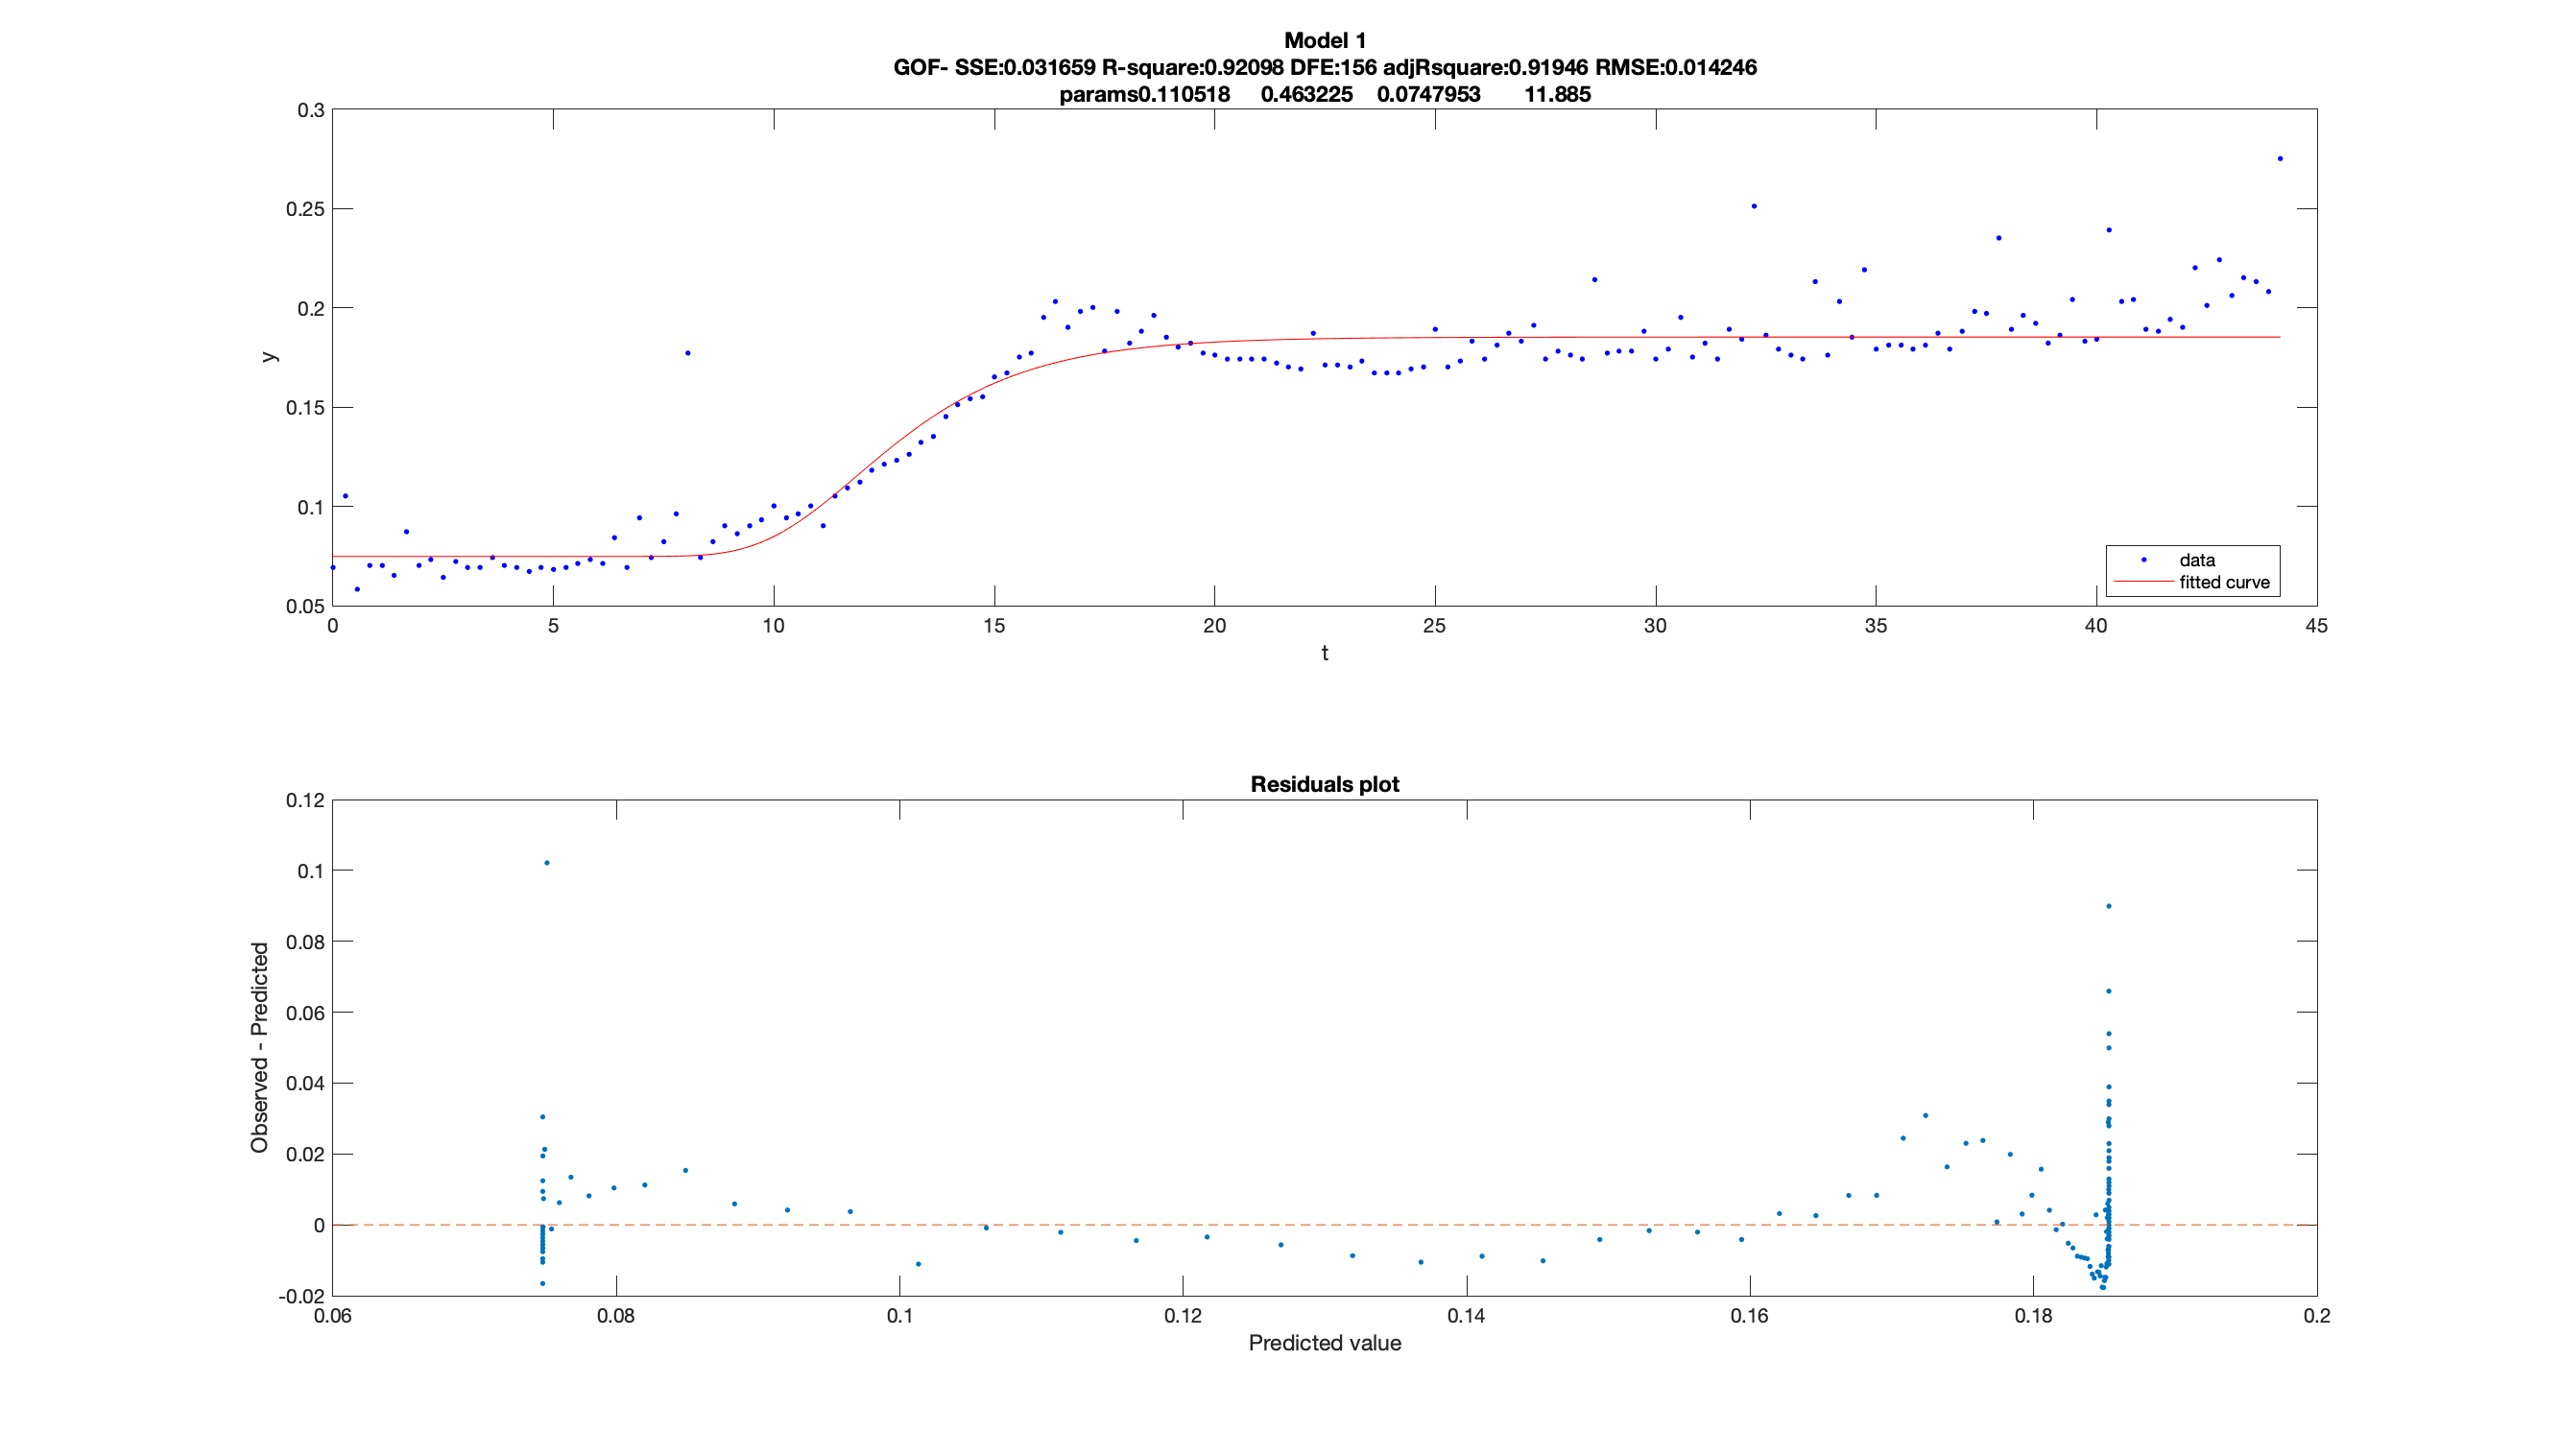 Model 1
GOF- SSE:0.031659 R-square:0.92098 DFE:156 adjRsquare:0.91946 RMSE:0.014246
params0.110518 0.463225 0.0747953 11.885
0.3
0.25
0.2
0.15
0.1
0.05
y
0 5 10 15 20 25 30 35 40 45
t
data
fitted curve
Residuals plot
0.12
0.1
0.08
0.06
0.04
0.02
0
-0.02
Observed - Predicted
0.06 0.08 0.1 0.12 0.14 0.16 0.18 0.2
Predicted value